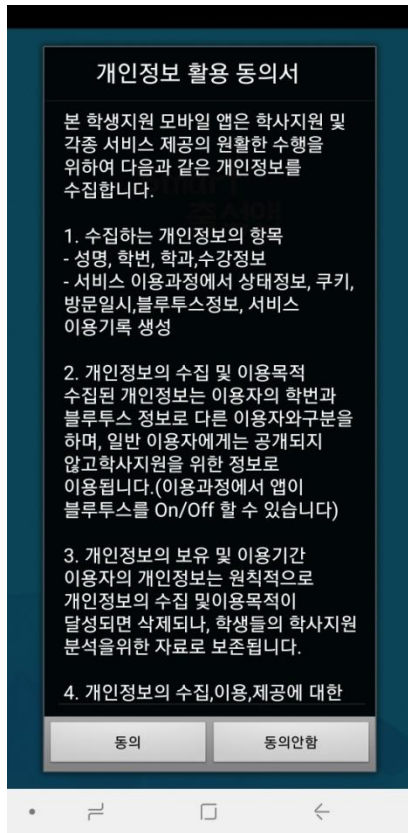 개인정보 활용 동의서
본 학생지원 모바일 앱은 학사지원 및
각종 서비스 제공의 원활한 수행을
위하여 다음과 같은 개인정보를
수집합니다.
1. 수집하는 개인정보의 항목
- 성명, 학번, 학과,수강정보
- 서비스 이용과정에서 상태정보, 쿠키,
방문일시,블루투스정보, 서비스
이용기록 생성
2. 개인정보의 수집 및 이용목적
수집된 개인정보는 이용자의 학번과
블루투스 정보로 다른 이용자와구분을
하며, 일반 이용자에게는 공개되지
않고학사지원을 위한 정보로
이용됩니다.(이용과정에서 앱이
블루투스를 On/Off 할 수 있습니다)
3. 개인정보의 보유 및 이용기간
이용자의 개인정보는 원칙적으로
개인정보의 수집 및이용목적이
달성되면 삭제되나, 학생들의 학사지원
분석을위한 자료로 보존됩니다.
4. 개인정보의 수집,이용,제공에 대한
동의 동의안함